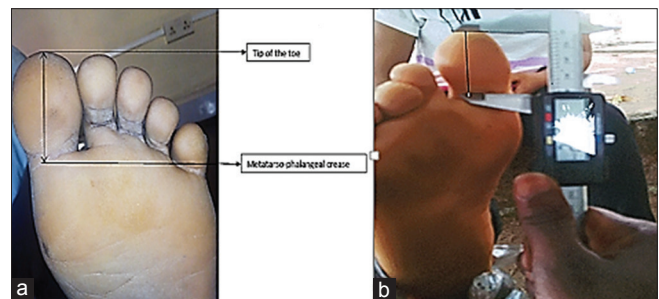 Tip of the toe
Metatarso-phalangeal crease
a
b